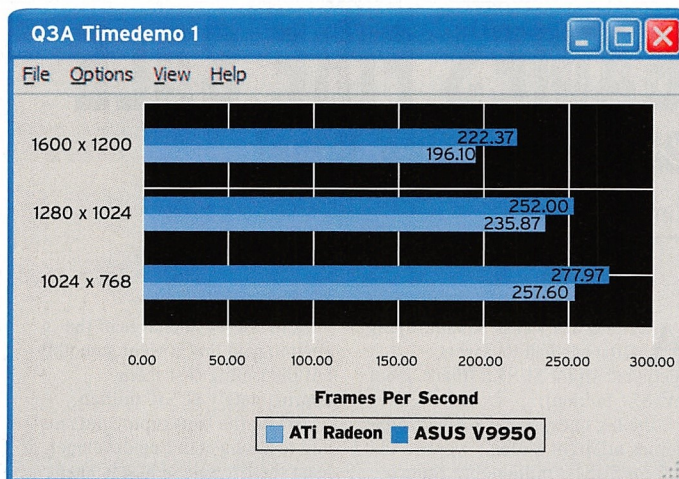 Q3A Timedemo 1
File Options View Help
1600 x 1200
222.37
196.10
1280 x 1024
252.00
235.87
1024 x 768
277.97
257.60
0.00 50.00 100.00 150.00 200.00 250.00 300.00
Frames Per Second
ATi Radeon ASUS V9950